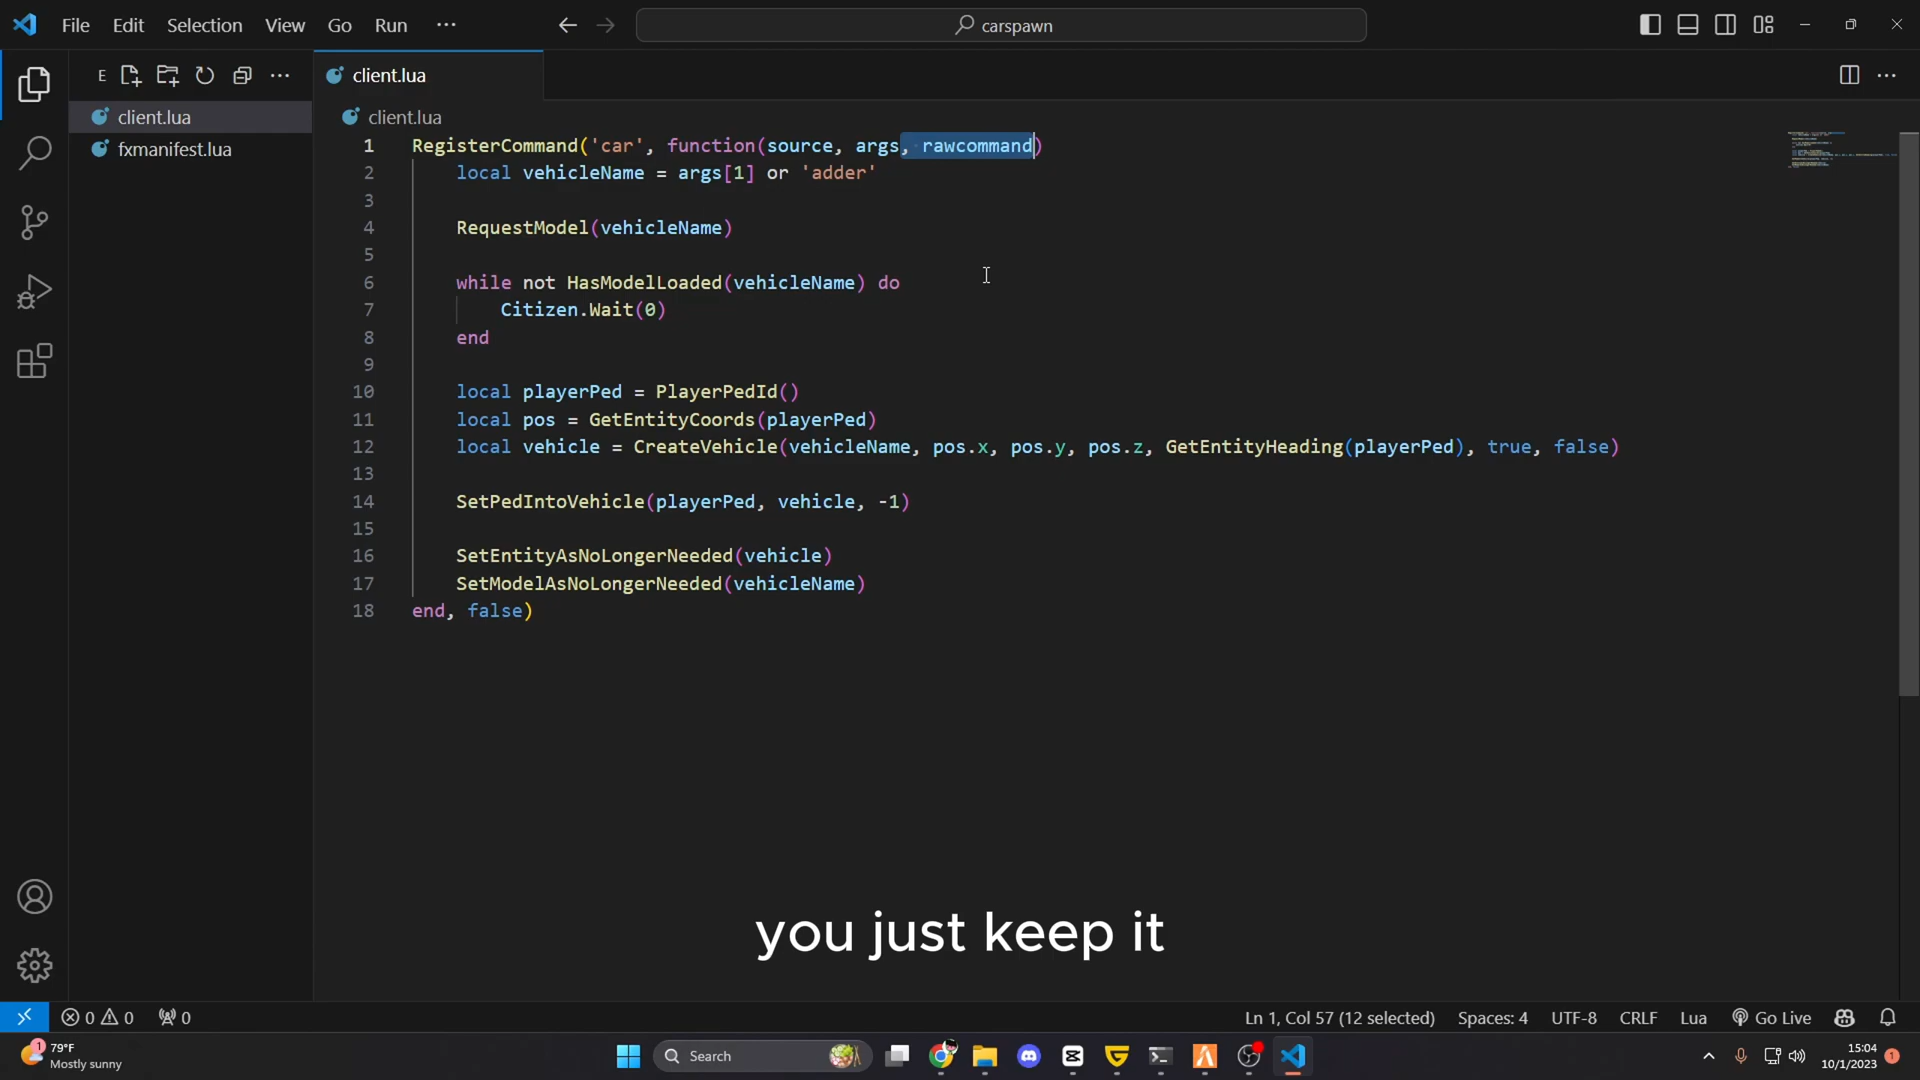 File Edit Selection View Go Run ···
carspawn
E ···
client.lua
fxmanifest.lua
client.lua
client.lua
1 RegisterCommand('car', function(source, args, rawcommand)
2 local vehicleName = args[1] or 'adder'
3
4 RequestModel(vehicleName)
5
6 while not HasModelLoaded(vehicleName) do
7 Citizen.Wait(0)
8 end
9
10 local playerPed = PlayerPedId()
11 local pos = GetEntityCoords(playerPed)
12 local vehicle = CreateVehicle(vehicleName, pos.x, pos.y, pos.z, GetEntityHeading(playerPed), true, false)
13
14 SetPedIntoVehicle(playerPed, vehicle, -1)
15
16 SetEntityAsNoLongerNeeded(vehicle)
17 SetModelAsNoLongerNeeded(vehicleName)
18 end, false)
you just keep it
0 0 0 Ln 1, Col 57 (12 selected) Spaces: 4 UTF-8 CRLF Lua Go Live
1 79°F
Mostly sunny
Search
15:04
10/1/2023 1